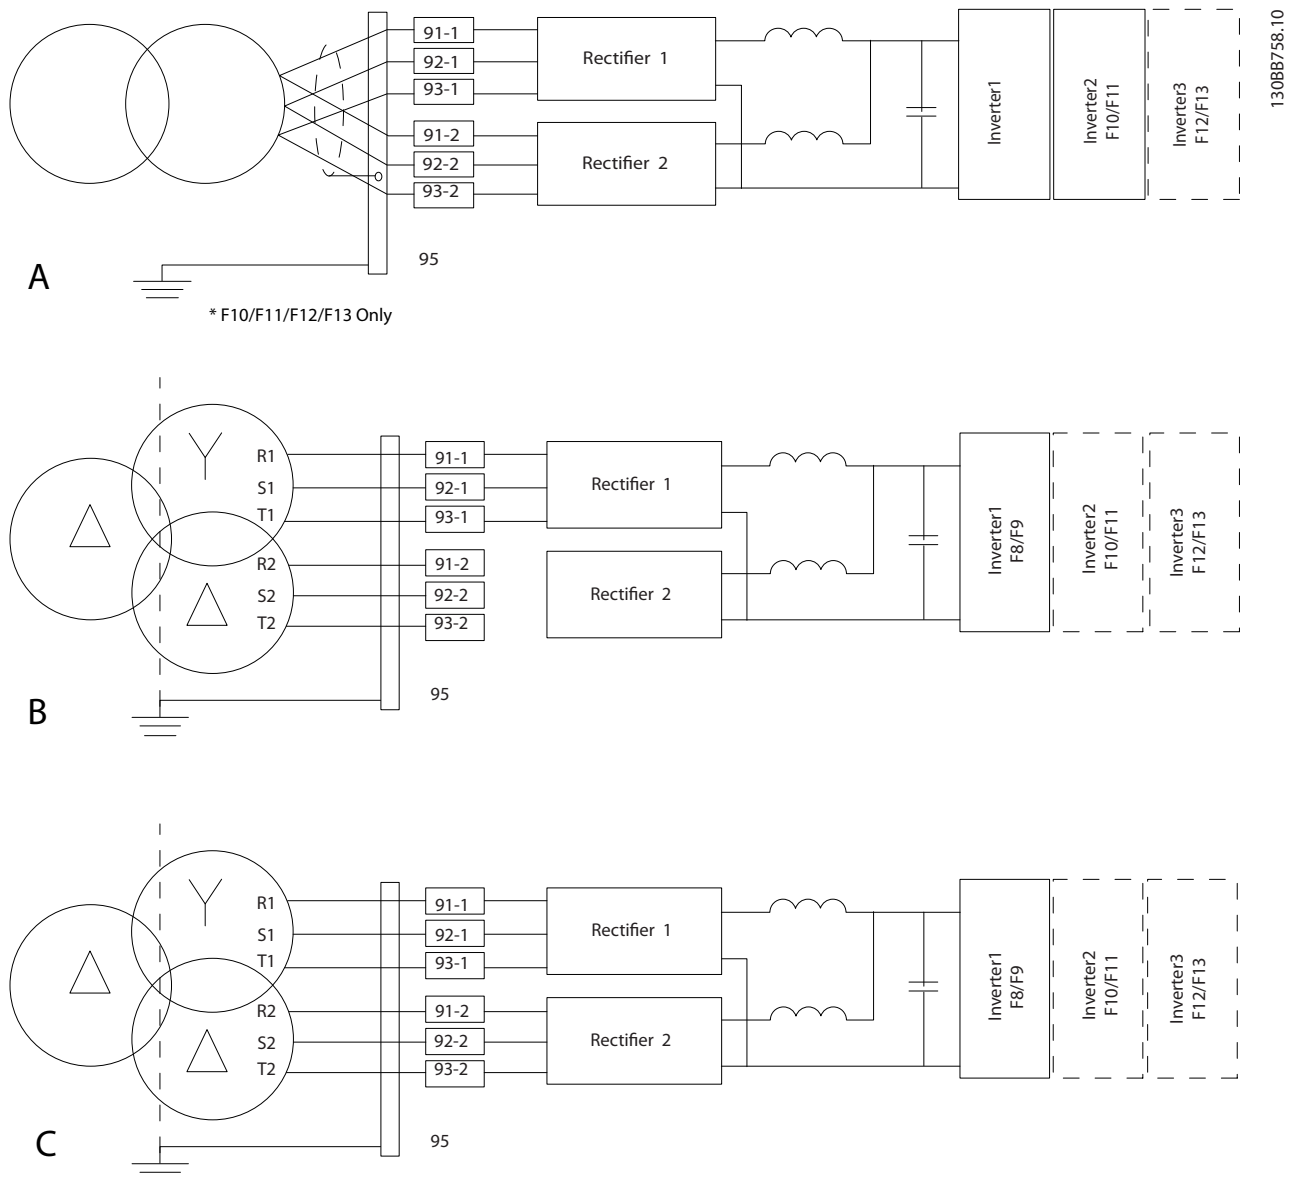 130BB758.10
91-1
92-1
93-1
91-2
92-2
93-2
Rectifier 1
Rectifier 2
Inverter1
Inverter2
F10/F11
Inverter3
F12/F13
95
A
* F10/F11/F12/F13 Only
R1
S1
T1
R2
S2
T2
91-1
92-1
93-1
91-2
92-2
93-2
Rectifier 1
Rectifier 2
Inverter1
F8/F9
Inverter2
F10/F11
Inverter3
F12/F13
95
B
R1
S1
T1
R2
S2
T2
91-1
92-1
93-1
91-2
92-2
93-2
Rectifier 1
Rectifier 2
Inverter1
F8/F9
Inverter2
F10/F11
Inverter3
F12/F13
95
C